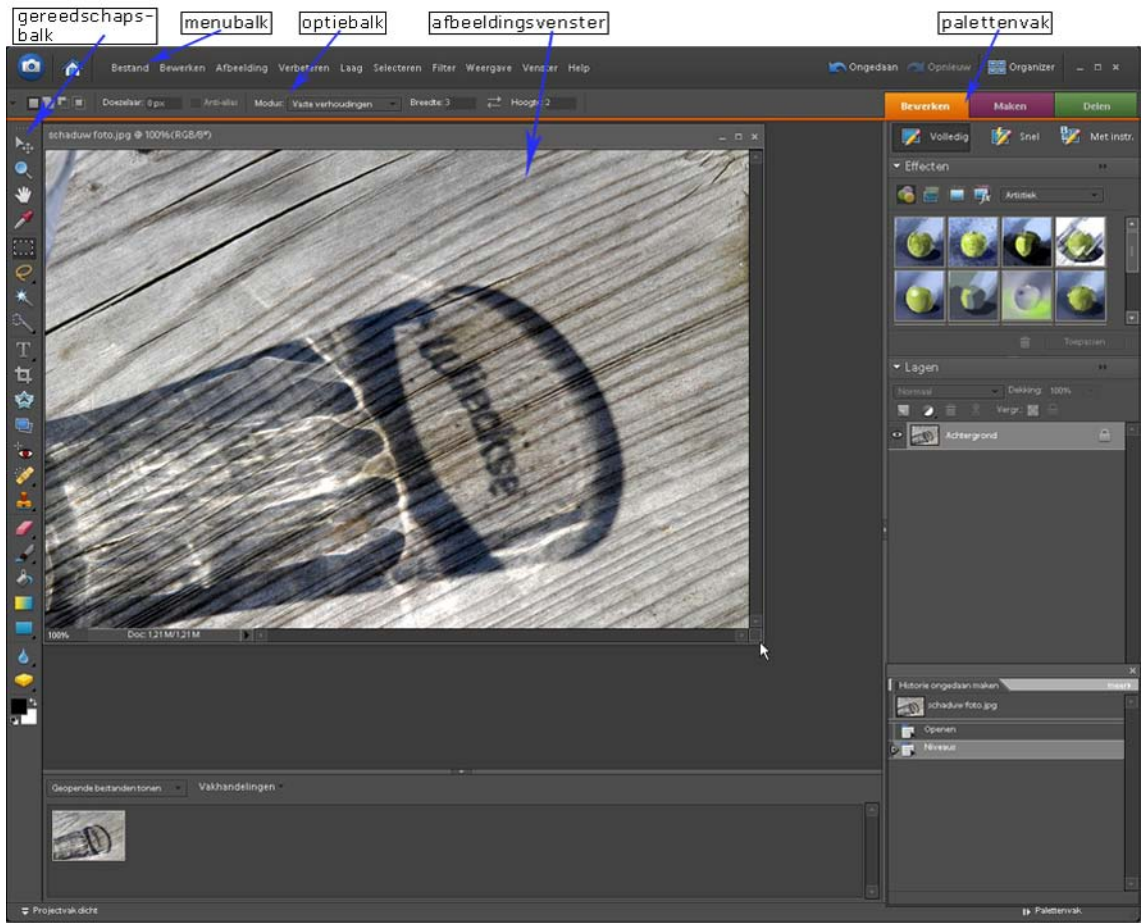 gereedschaps-
balk
menubalk
optiebalk
afbeeldingsvenster
palettenvak
Bestand Bewerken Afbeelding Verbeteren Laag Selecteren Filter Weergave Venster Help
Ongedaan Opnieuw Organizer
Doezelaar: 0 px Anti-alias Modus: Vaste verhoudingen Breedte: 3 Hoogte: 2
Bewerken Maken Delen
schaduw foto.jpg @ 100% (RGB/8*)
Volledig Snel Met instr.
Effecten
Artistiek
T
Toepassen
Lagen
Normaal Dekking: 100%
Vergr.:
Achtergrond
100% Doc: 1,21 M/1,21 M
Historie ongedaan maken
schaduw foto.jpg
Openen
Niveaus
Geopende bestanden tonen Vakhandelingen
Projectvak dicht
Palettenvak